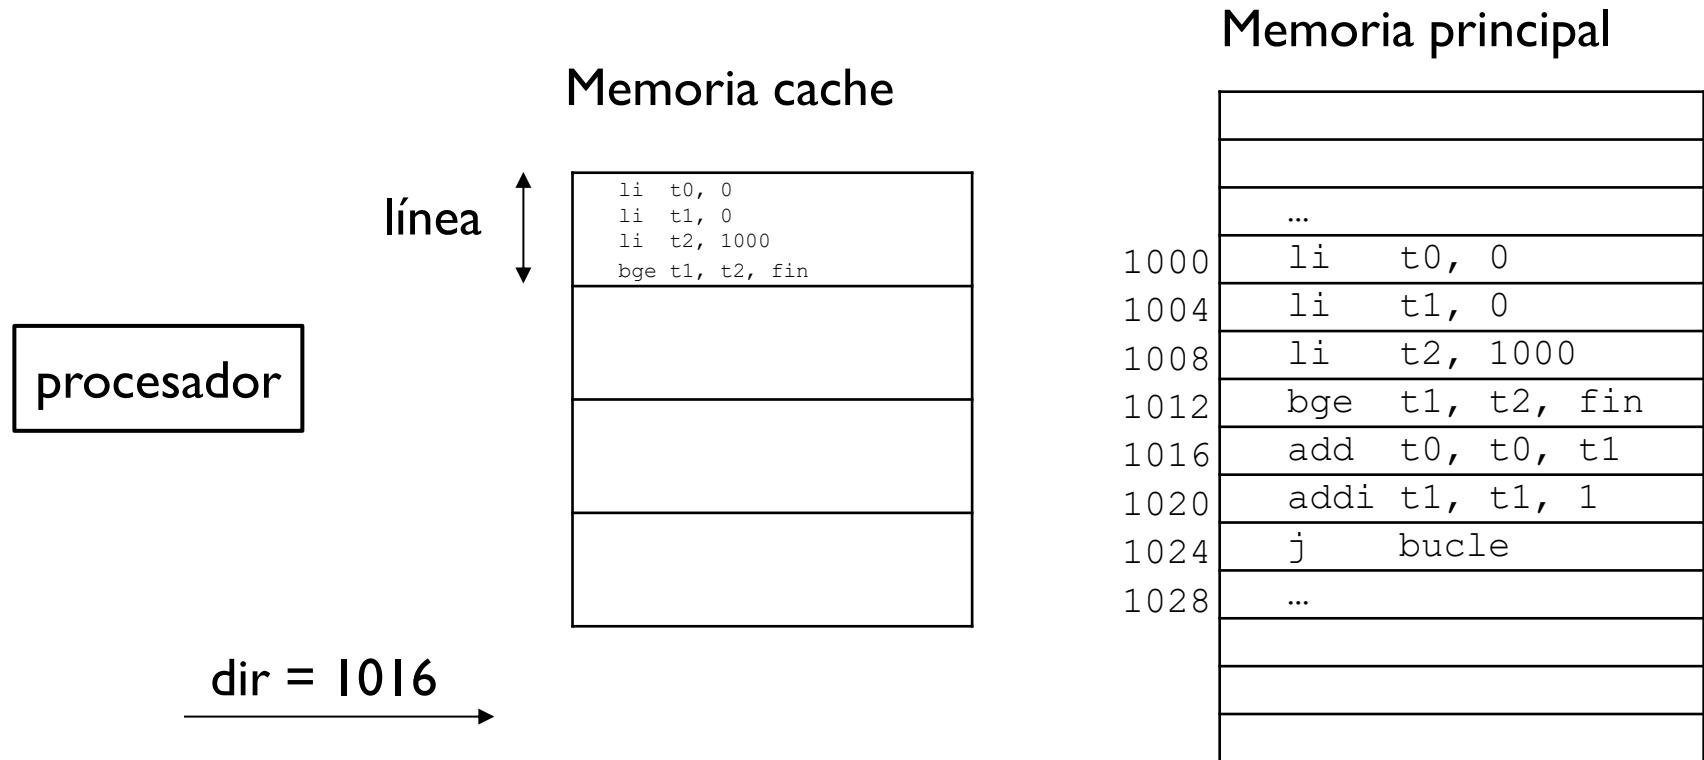 Memoria principal
Memoria cache
línea
li t0, 0
li t1, 0
li t2, 1000
bge t1, t2, fin
procesador
dir = 1016
…
1000 li t0, 0
1004 li t1, 0
1008 li t2, 1000
1012 bge t1, t2, fin
1016 add t0, t0, t1
1020 addi t1, t1, 1
1024 j bucle
1028 …